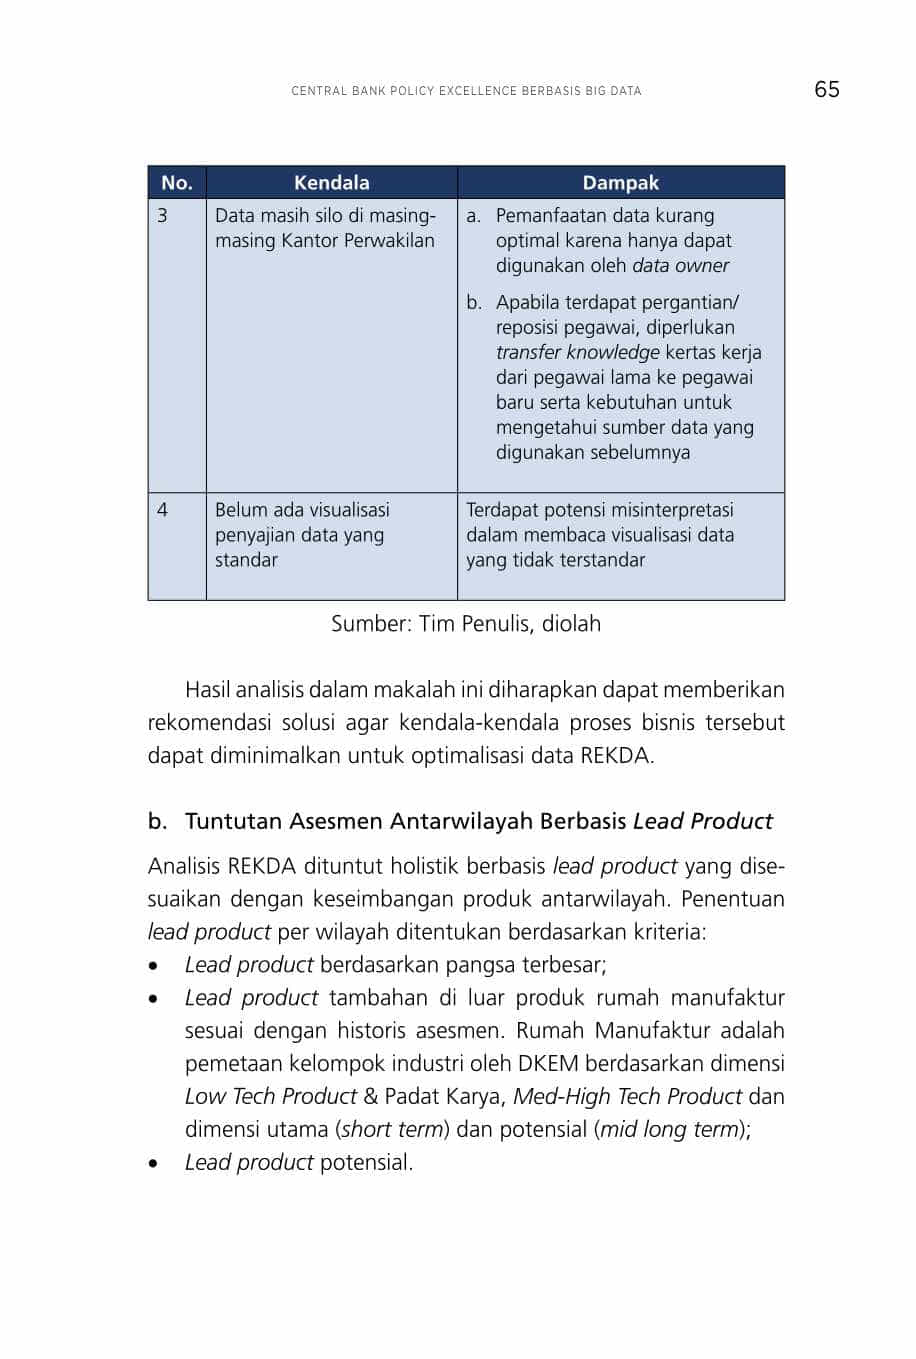 CENTRAL BANK POLICY EXCELLENCE BERBASIS BIG DATA 65
No. Kendala Dampak
3 Data masih silo di masing-
masing Kantor Perwakilan
a. Pemanfaatan data kurang
optimal karena hanya dapat
digunakan oleh data owner
b. Apabila terdapat pergantian/
reposisi pegawai, diperlukan
transfer knowledge kertas kerja
dari pegawai lama ke pegawai
baru serta kebutuhan untuk
mengetahui sumber data yang
digunakan sebelumnya
4 Belum ada visualisasi
penyajian data yang
standar
Terdapat potensi misinterpretasi
dalam membaca visualisasi data
yang tidak terstandar
Sumber: Tim Penulis, diolah
Hasil analisis dalam makalah ini diharapkan dapat memberikan
rekomendasi solusi agar kendala-kendala proses bisnis tersebut
dapat diminimalkan untuk optimalisasi data REKDA.
b. Tuntutan Asesmen Antarwilayah Berbasis Lead Product
Analisis REKDA dituntut holistik berbasis lead product yang dise-
suaikan dengan keseimbangan produk antarwilayah. Penentuan
lead product per wilayah ditentukan berdasarkan kriteria:
• Lead product berdasarkan pangsa terbesar;
• Lead product tambahan di luar produk rumah manufaktur
sesuai dengan historis asesmen. Rumah Manufaktur adalah
pemetaan kelompok industri oleh DKEM berdasarkan dimensi
Low Tech Product & Padat Karya, Med-High Tech Product dan
dimensi utama (short term) dan potensial (mid long term);
• Lead product potensial.